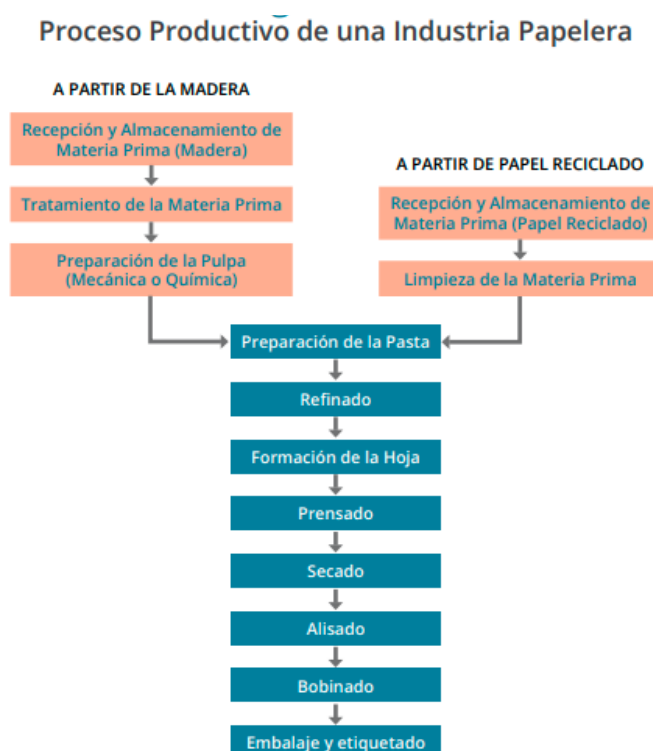 Proceso Productivo de una Industria Papelera
A PARTIR DE LA MADERA
Recepción y Almacenamiento de
Materia Prima (Madera)
Tratamiento de la Materia Prima
Preparación de la Pulpa
(Mecánica o Química)
A PARTIR DE PAPEL RECICLADO
Recepción y Almacenamiento de
Materia Prima (Papel Reciclado)
Limpieza de la Materia Prima
Preparación de la Pasta
Refinado
Formación de la Hoja
Prensado
Secado
Alisado
Bobinado
Embalaje y etiquetado